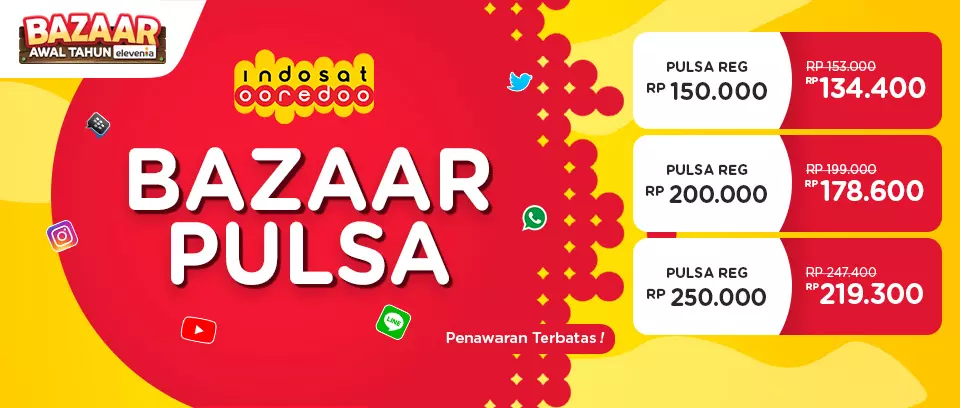 BAZAAR
AWAL TAHUN elevenia
indosat
ooredoo
BAZAAR
PULSA
Penawaran Terbatas!
PULSA REG
RP 150.000
RP 153.000
RP 134.400
PULSA REG
RP 200.000
RP 199.000
RP 178.600
PULSA REG
RP 250.000
RP 247.400
RP 219.300
LINE